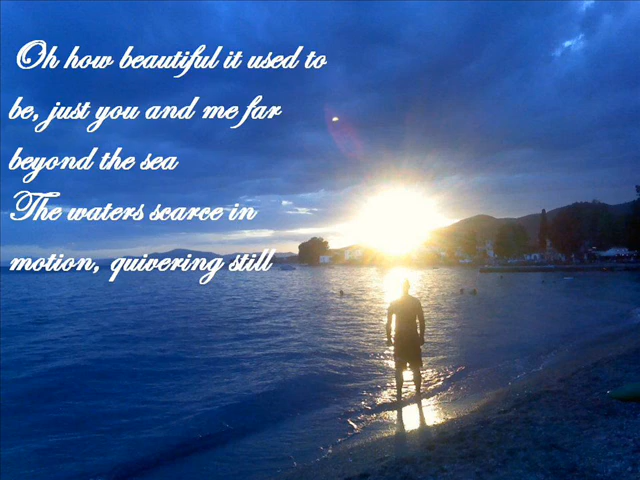 Oh how beautiful it used to
be, just you and me far
beyond the sea
The waters scarce in
motion, quivering still